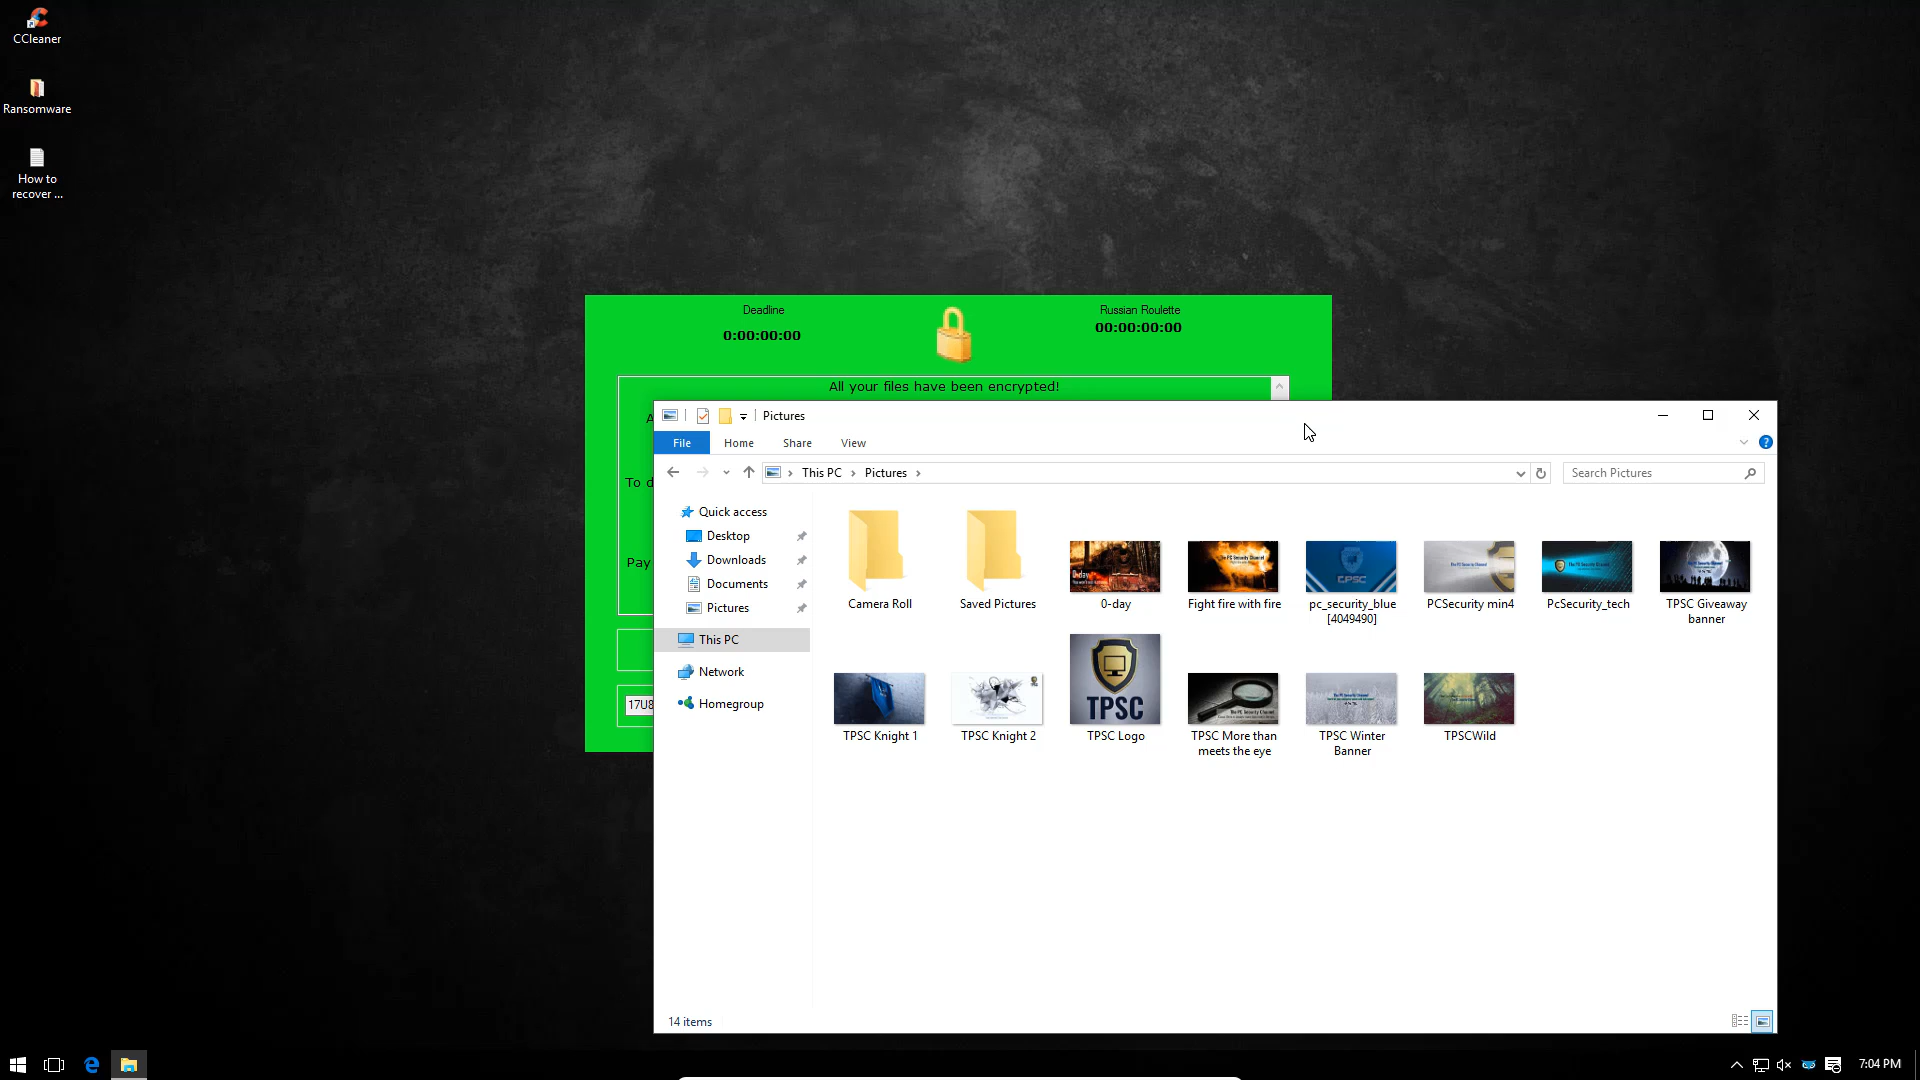 CCleaner
Ransomware
How to
recover ...
Deadline
0:00:00:00
Russian Roulette
00:00:00:00
All your files have been encrypted!
A
To d
Pay
17U8
Pictures
File Home Share View
This PC Pictures
Search Pictures
Quick access
Desktop
Downloads
Documents
Pictures
This PC
Network
Homegroup
Camera Roll
Saved Pictures
0-day
Fight fire with fire
pc_security_blue
[4049490]
PCSecurity min4
PcSecurity_tech
TPSC Giveaway
banner
TPSC
TPSC Knight 1
TPSC Knight 2
TPSC
TPSC Logo
TPSC More than
meets the eye
TPSC Winter
Banner
TPSCWild
14 items
7:04 PM